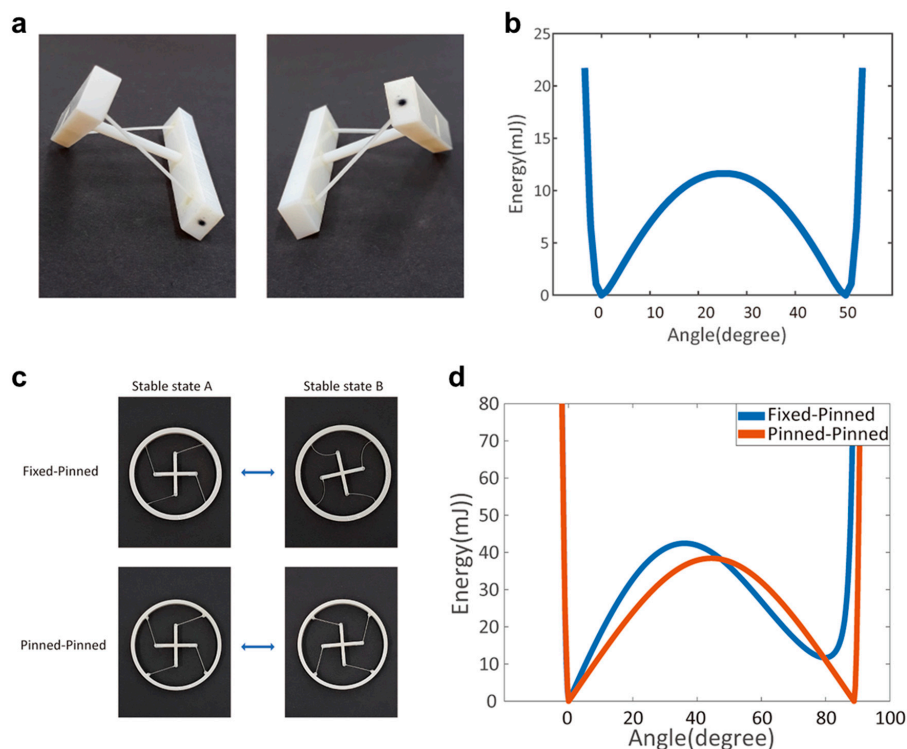 a
b
25
20
15
10
5
0
Energy(mJ)
0 10 20 30 40 50
Angle(degree)
c
Stable state A Stable state B
Fixed-Pinned
Pinned-Pinned
d
80
70
60
50
40
30
20
10
0
Energy(mJ))
Fixed-Pinned
Pinned-Pinned
0 20 40 60 80 100
Angle(degree)